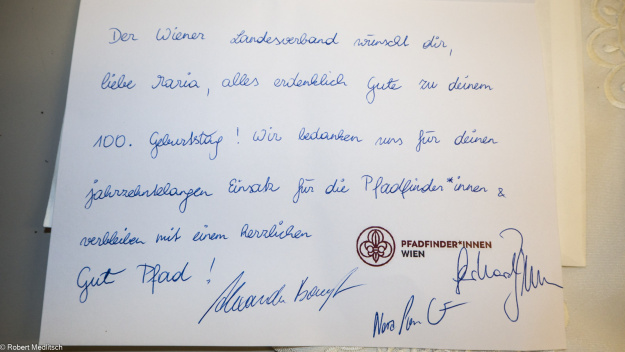 Der Wiener Landesverband wünscht dir,
liebe Maria, alles erdenklich Gute zu deinem
100. Geburtstag! Wir bedanken uns für deinen
jahrzehntelangen Einsatz für die Pfadfinder*innen &
verbleiben mit einem herzlichen
Gut Pfad!
PFADFINDER*INNEN
WIEN
© Robert Meditsch